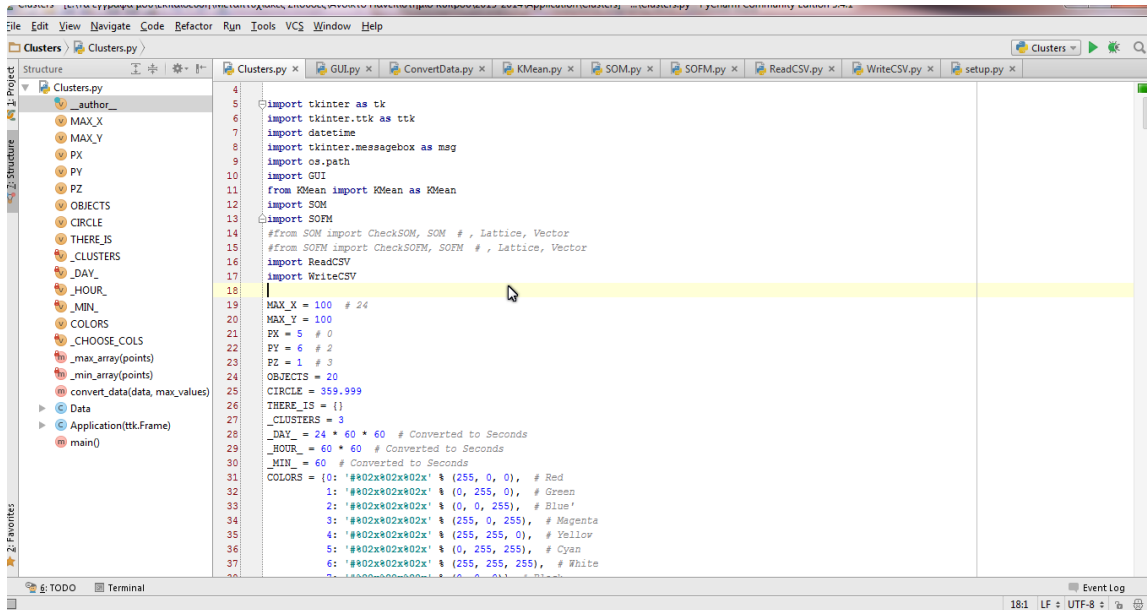 File Edit View Navigate Code Refactor Run Tools VCS Window Help
Clusters Clusters.py
Clusters
Structure
Clusters.py GUI.py ConvertData.py KMean.py SOM.py SOFM.py ReadCSV.py WriteCSV.py setup.py
1: Project
Z: Structure
2: Favorites
Clusters.py
__author__
MAX_X
MAX_Y
PX
PY
PZ
OBJECTS
CIRCLE
THERE_IS
_CLUSTERS
_DAY_
_HOUR_
_MIN_
COLORS
_CHOOSE_COLS
_max_array(points)
_min_array(points)
convert_data(data, max_values)
Data
Application(ttk.Frame)
main()
4
5 import tkinter as tk
6 import tkinter.ttk as ttk
7 import datetime
8 import tkinter.messagebox as msg
9 import os.path
10 import GUI
11 from KMean import KMean as KMean
12 import SOM
13 import SOFM
14 #from SOM import CheckSOM, SOM # , Lattice, Vector
15 #from SOFM import CheckSOFM, SOFM # , Lattice, Vector
16 import ReadCSV
17 import WriteCSV
18
19 MAX_X = 100 # 24
20 MAX_Y = 100
21 PX = 5 # 0
22 PY = 6 # 2
23 PZ = 1 # 3
24 OBJECTS = 20
25 CIRCLE = 359.999
26 THERE_IS = {}
27 _CLUSTERS = 3
28 _DAY_ = 24 * 60 * 60 # Converted to Seconds
29 _HOUR_ = 60 * 60 # Converted to Seconds
30 _MIN_ = 60 # Converted to Seconds
31 COLORS = {0: '#%02x%02x%02x' % (255, 0, 0), # Red
32 1: '#%02x%02x%02x' % (0, 255, 0), # Green
33 2: '#%02x%02x%02x' % (0, 0, 255), # Blue'
34 3: '#%02x%02x%02x' % (255, 0, 255), # Magenta
35 4: '#%02x%02x%02x' % (255, 255, 0), # Yellow
36 5: '#%02x%02x%02x' % (0, 255, 255), # Cyan
37 6: '#%02x%02x%02x' % (255, 255, 255), # White
6: TODO Terminal Event Log
18:1 LF UTF-8